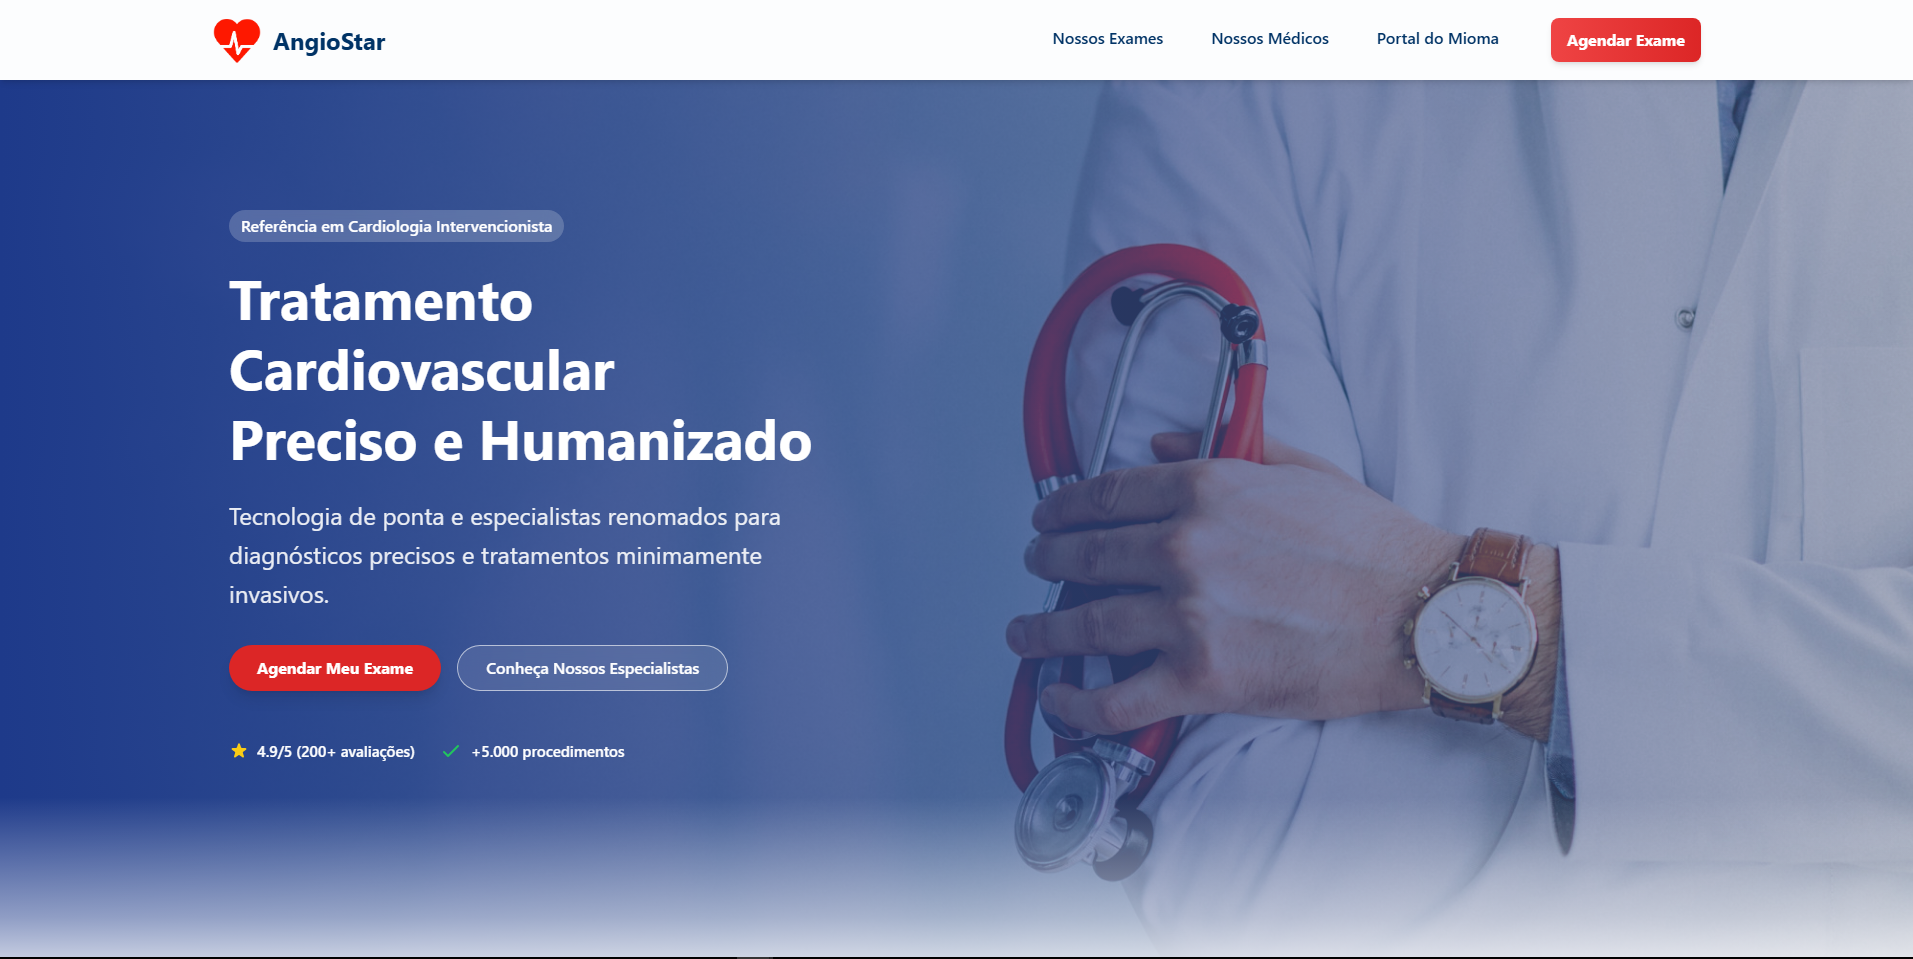 AngioStar
Nossos Exames
Nossos Médicos
Portal do Mioma
Agendar Exame
Referência em Cardiologia Intervencionista
Tratamento
Cardiovascular
Preciso e Humanizado
Tecnologia de ponta e especialistas renomados para
diagnósticos precisos e tratamentos minimamente
invasivos.
Agendar Meu Exame
Conheça Nossos Especialistas
4.9/5 (200+ avaliações)
+5.000 procedimentos